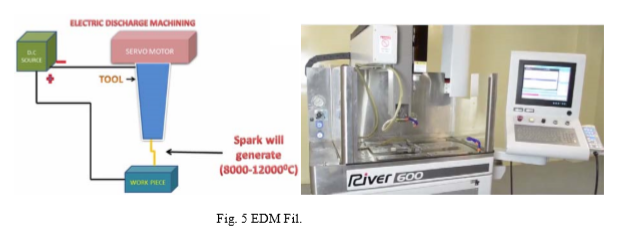 ELECTRIC DISCHARGE MACHINING
D.C
SOURCE
SERVO MOTOR
TOOL
Spark will
generate
(8000-12000⁰C)
WORK PIECE
River 600
Fig. 5 EDM Fil.